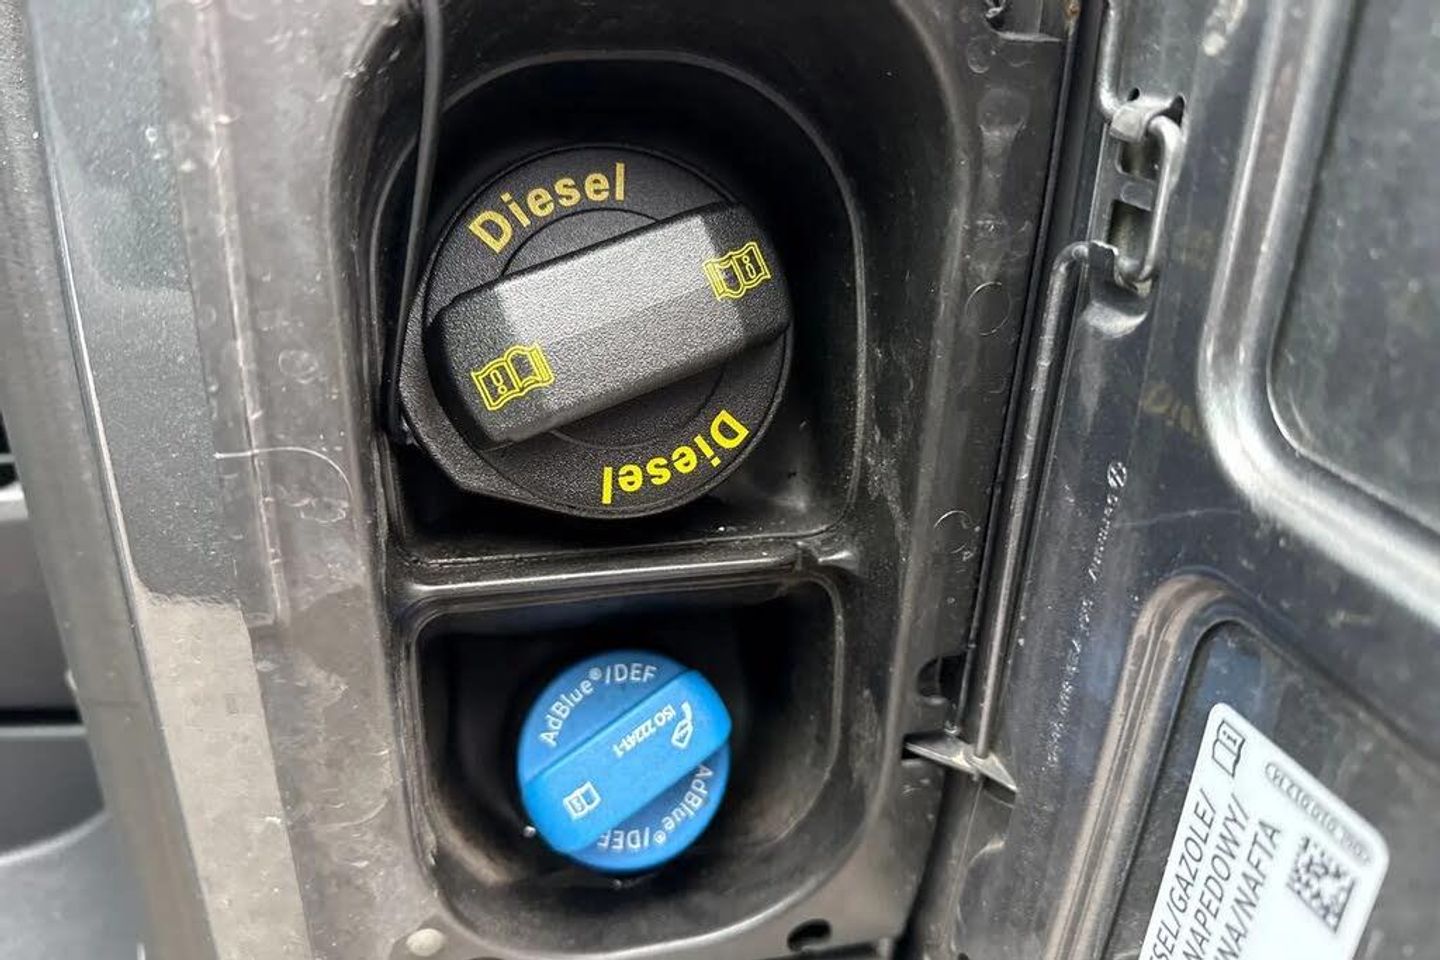 Diesel
Diesel
AdBlue®/DEF
ISO 22241-1
AdBlue®/DEF
SEL/GAZOLE/
NAPEDOWY/
NA/NAFTA